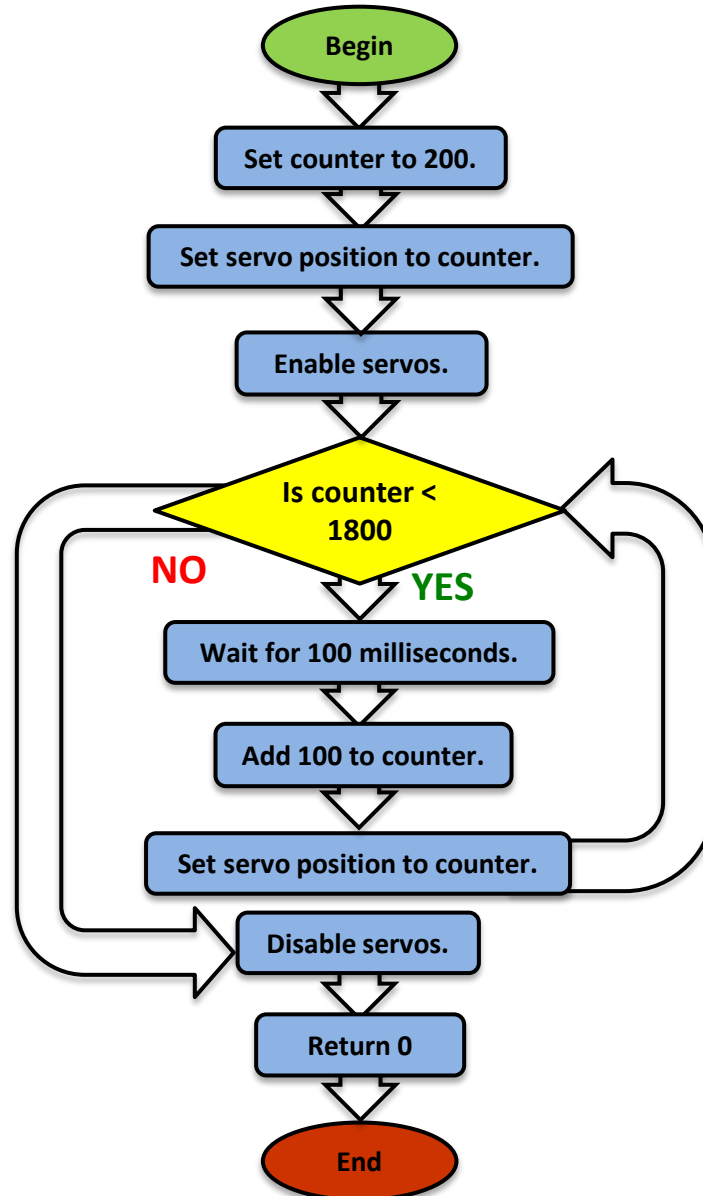 Begin
Set counter to 200.
Set servo position to counter.
Enable servos.
Is counter <
1800
NO
YES
Wait for 100 milliseconds.
Add 100 to counter.
Set servo position to counter.
Disable servos.
Return 0
End